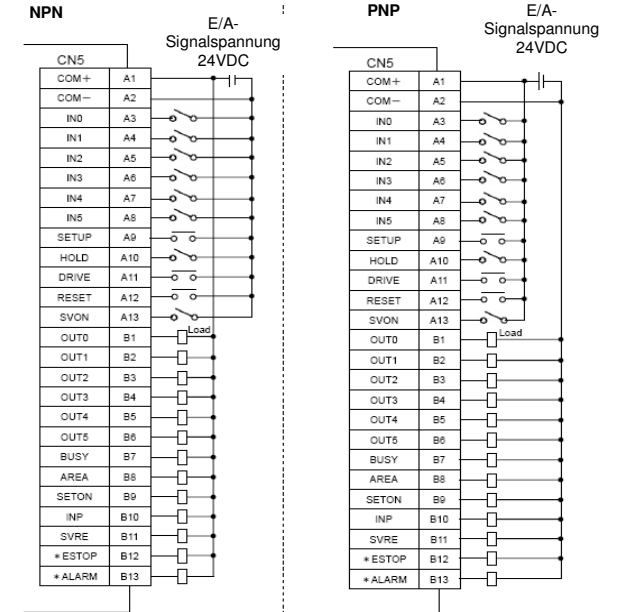 NPN
E/A-
Signalspannung
24VDC
CN5
COM+ A1
COM− A2
IN0 A3
IN1 A4
IN2 A5
IN3 A6
IN4 A7
IN5 A8
SETUP A9
HOLD A10
DRIVE A11
RESET A12
SVON A13
OUT0 B1 Load
OUT1 B2
OUT2 B3
OUT3 B4
OUT4 B5
OUT5 B6
BUSY B7
AREA B8
SETON B9
INP B10
SVRE B11
*ESTOP B12
*ALARM B13
PNP
E/A-
Signalspannung
24VDC
CN5
COM+ A1
COM− A2
IN0 A3
IN1 A4
IN2 A5
IN3 A6
IN4 A7
IN5 A8
SETUP A9
HOLD A10
DRIVE A11
RESET A12
SVON A13
OUT0 B1 Load
OUT1 B2
OUT2 B3
OUT3 B4
OUT4 B5
OUT5 B6
BUSY B7
AREA B8
SETON B9
INP B10
SVRE B11
*ESTOP B12
*ALARM B13